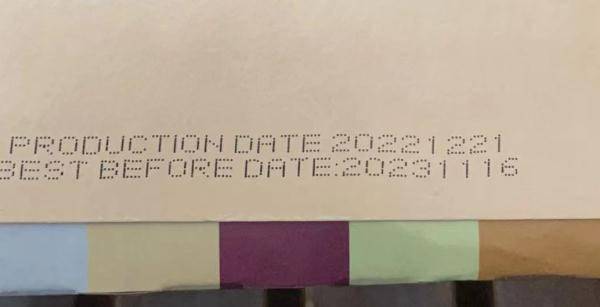 PRODUCTION DATE 20221221
BEST BEFORE DATE:20231116